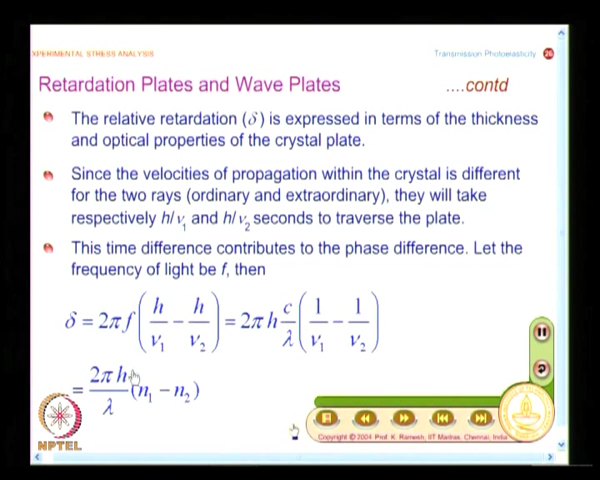 XPERIMENTAL STRESS ANALYSIS
Transmission Photoelasticity 26
Retardation Plates and Wave Plates ....contd
The relative retardation (δ) is expressed in terms of the thickness
and optical properties of the crystal plate.
Since the velocities of propagation within the crystal is different
for the two rays (ordinary and extraordinary), they will take
respectively h/v₁ and h/v₂ seconds to traverse the plate.
This time difference contributes to the phase difference. Let the
frequency of light be f, then
δ = 2π f (h/v₁ − h/v₂) = 2π h c/λ (1/v₁ − 1/v₂)
= 2π h/λ (n₁ − n₂)
NPTEL
Copyright © 2004 Prof. K. Ramesh, IIT Madras, Chennai, India